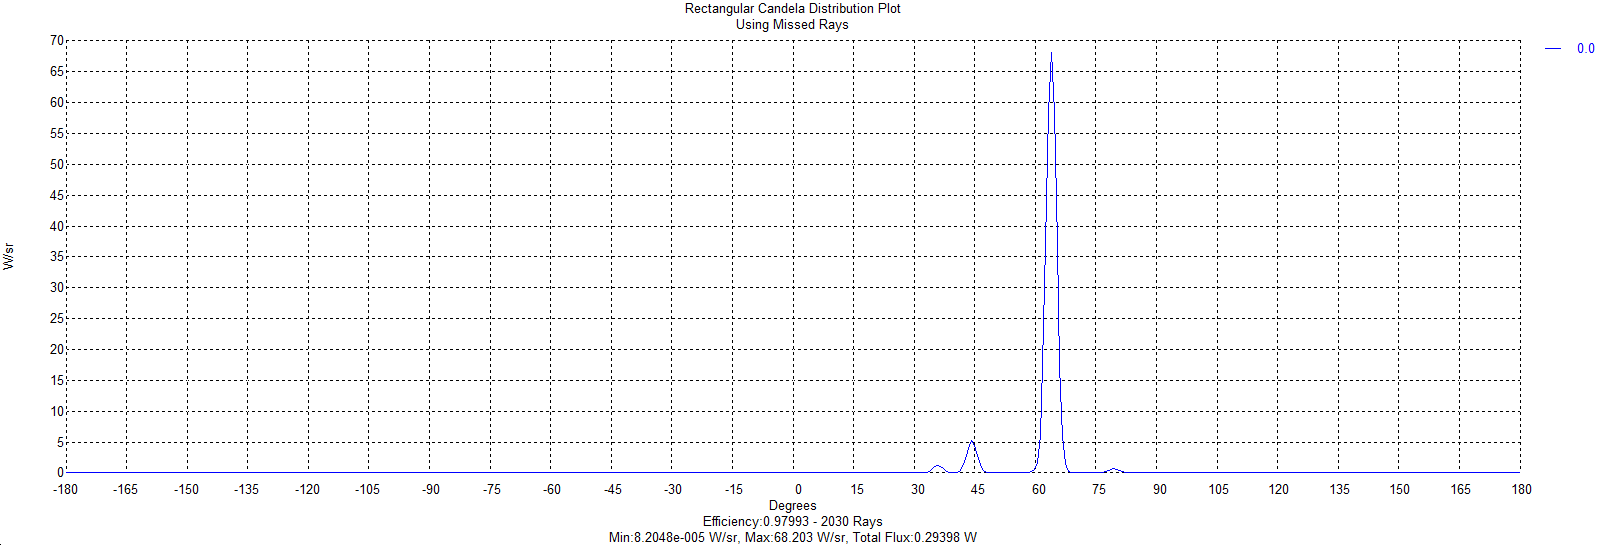 Rectangular Candela Distribution Plot
Using Missed Rays
0.0
70
65
60
55
50
45
40
35
30
25
20
15
10
5
0
W/sr
-180 -165 -150 -135 -120 -105 -90 -75 -60 -45 -30 -15 0 15 30 45 60 75 90 105 120 135 150 165 180
Degrees
Efficiency:0.97993 - 2030 Rays
Min:8.2048e-005 W/sr, Max:68.203 W/sr, Total Flux:0.29398 W